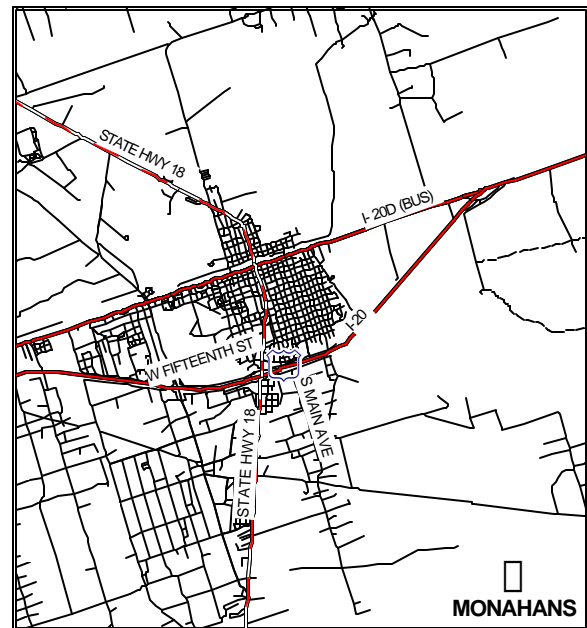 STATE HWY 18
I- 20D (BUS)
I-20
W FIFTEENTH ST
S MAIN AVE
STATE HWY 18
MONAHANS